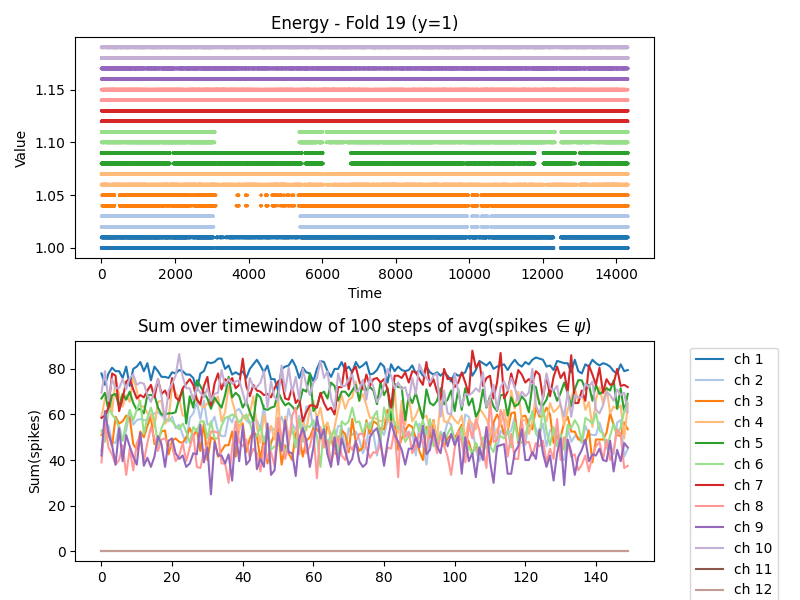 Energy - Fold 19 (y=1)
Value
1.15
1.10
1.05
1.00
0 2000 4000 6000 8000 10000 12000 14000
Time
Sum over timewindow of 100 steps of avg(spikes ∈ ψ)
Sum(spikes)
80
60
40
20
0
0 20 40 60 80 100 120 140
ch 1
ch 2
ch 3
ch 4
ch 5
ch 6
ch 7
ch 8
ch 9
ch 10
ch 11
ch 12